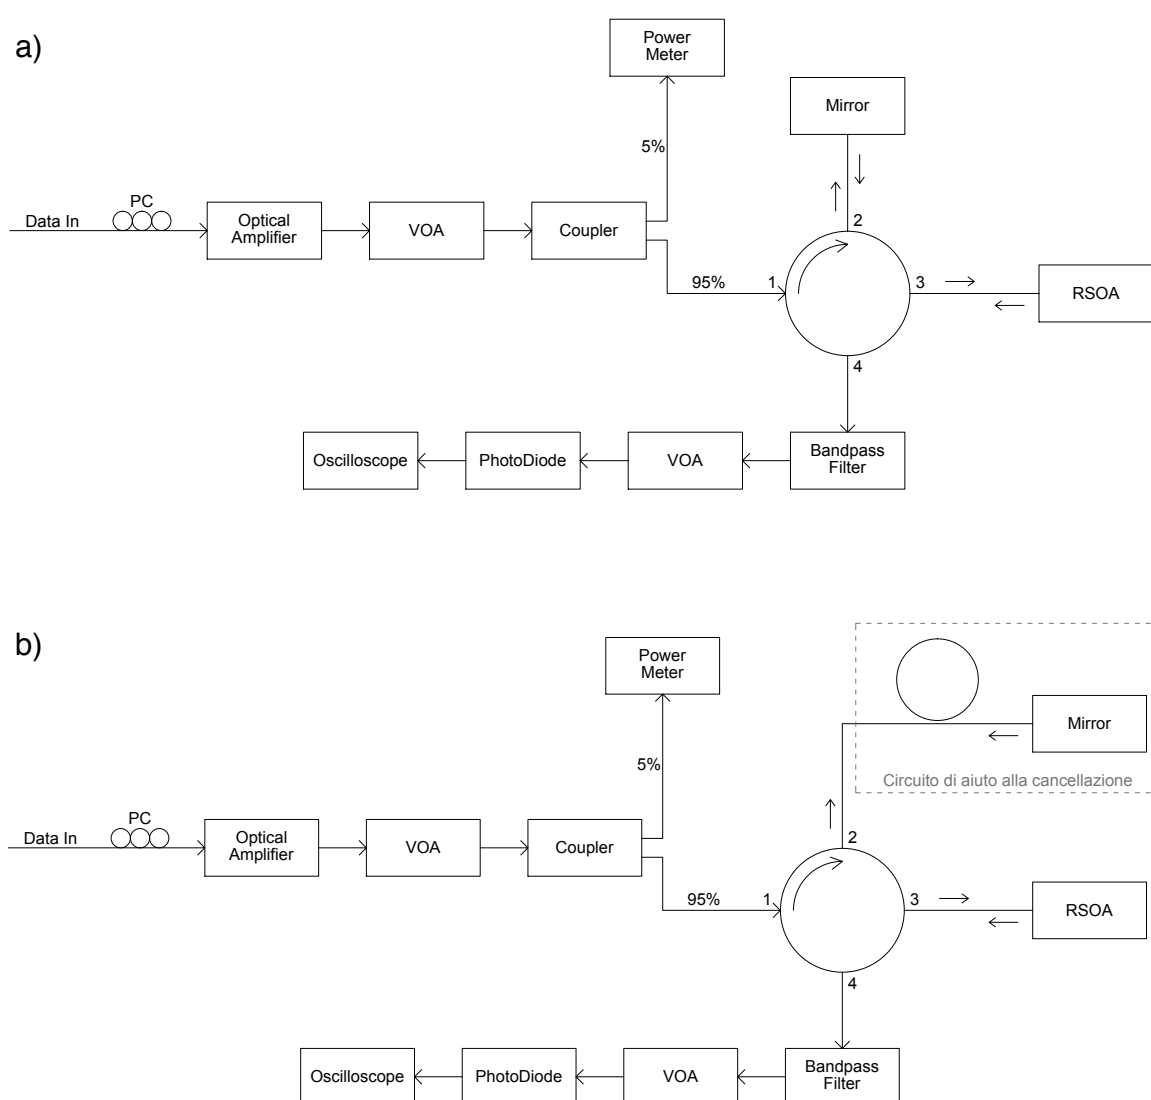 a)
Power
Meter
Mirror
5%
PC
Data In
Optical
Amplifier
VOA
Coupler
2
95%
1
3
RSOA
4
Oscilloscope
PhotoDiode
VOA
Bandpass
Filter
b)
Power
Meter
Mirror
5%
Circuito di aiuto alla cancellazione
PC
Data In
Optical
Amplifier
VOA
Coupler
2
95%
1
3
RSOA
4
Oscilloscope
PhotoDiode
VOA
Bandpass
Filter